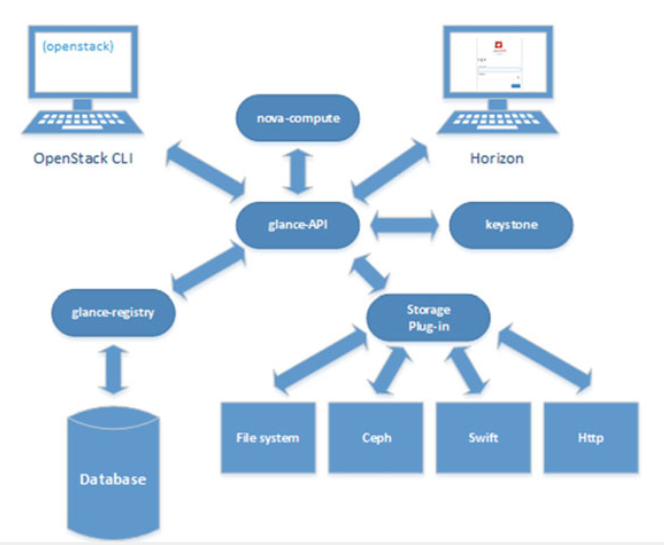 (openstack)
OpenStack CLI
nova-compute
Horizon
glance-API
keystone
glance-registry
Storage
Plug-in
File system
Ceph
Swift
Http
Database